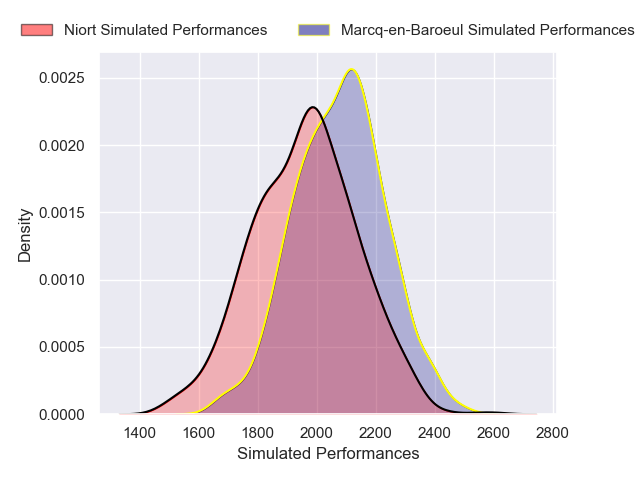 Niort Simulated Performances
Marcq-en-Baroeul Simulated Performances
0.0025
0.0020
0.0015
0.0010
0.0005
0.0000
Density
1400 1600 1800 2000 2200 2400 2600 2800
Simulated Performances